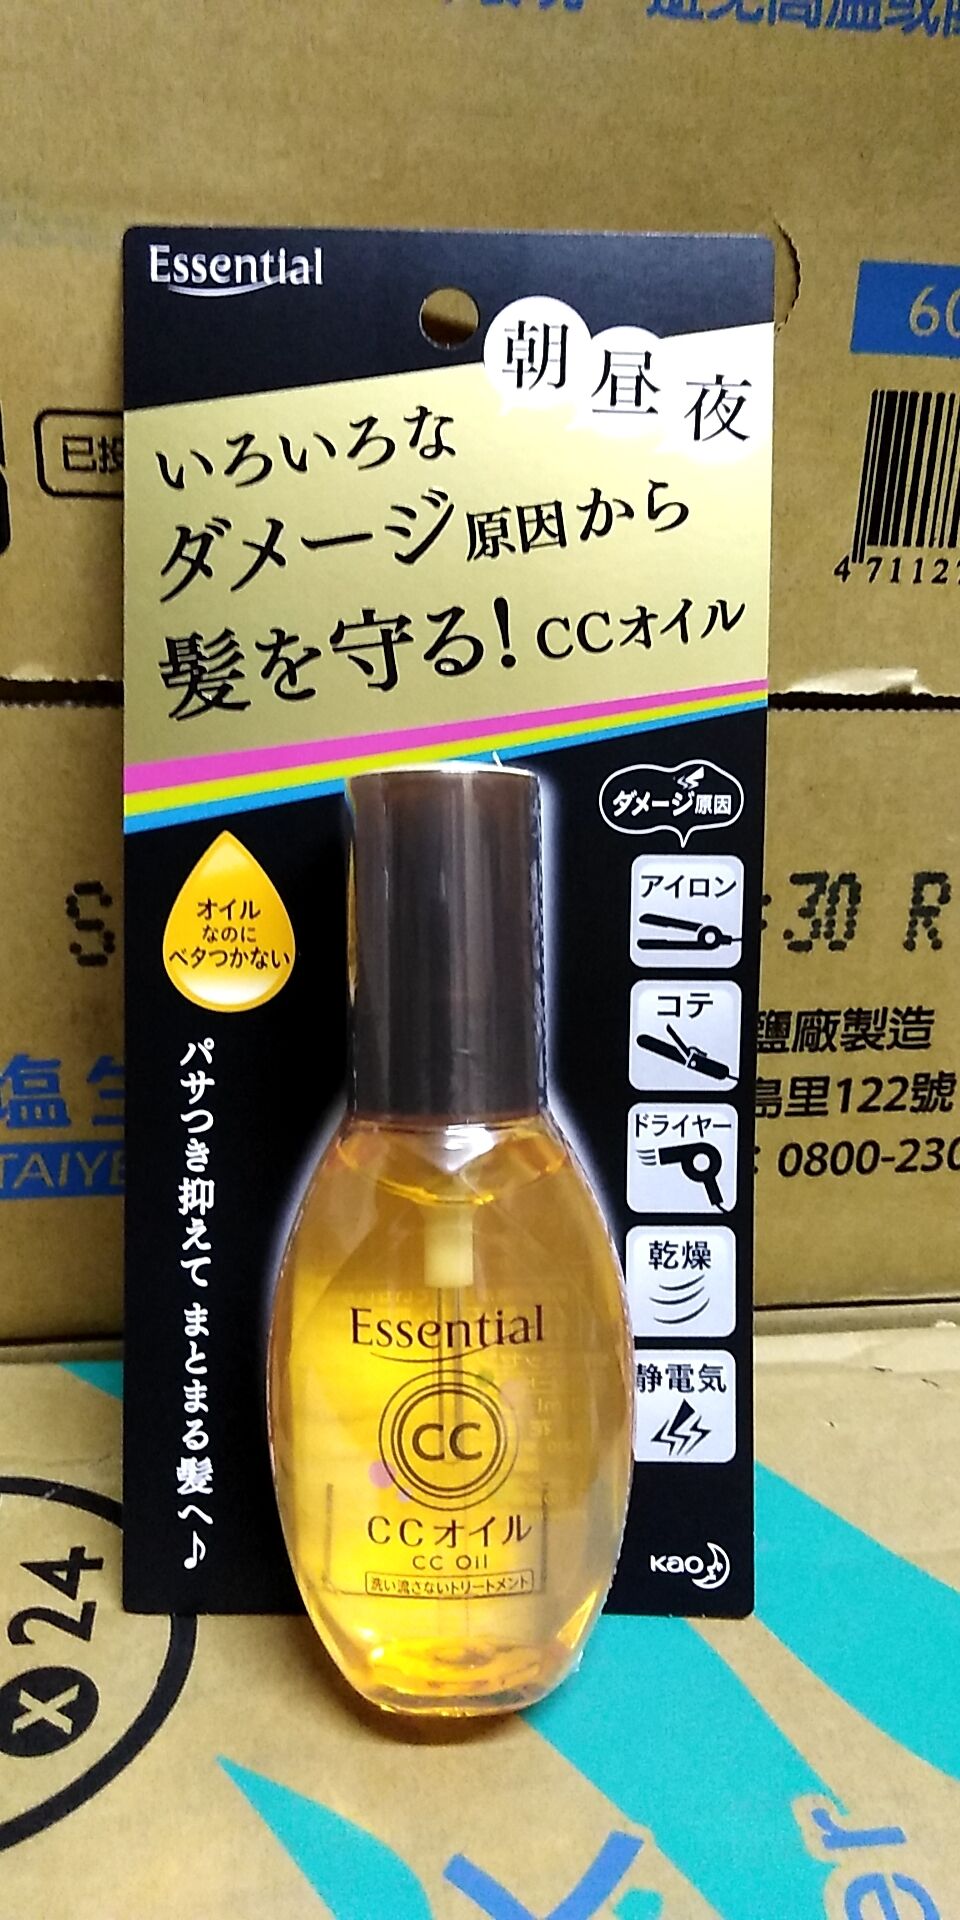 Essential
朝 昼 夜
いろいろな
ダメージ原因から
髪を守る!CCオイル
オイル
なのに
ベタつかない
パサつき抑えて まとまる髪へ♪
ダメージ原因
アイロン
コテ
ドライヤー
乾燥
静電気
Kao
Essential
CC
CCオイル
CC Oil
洗い流さないトリートメント
已投
60
471127
30 R
鹽廠製造
島里122號
0800-230
塩生
TAIYE
x 24
er